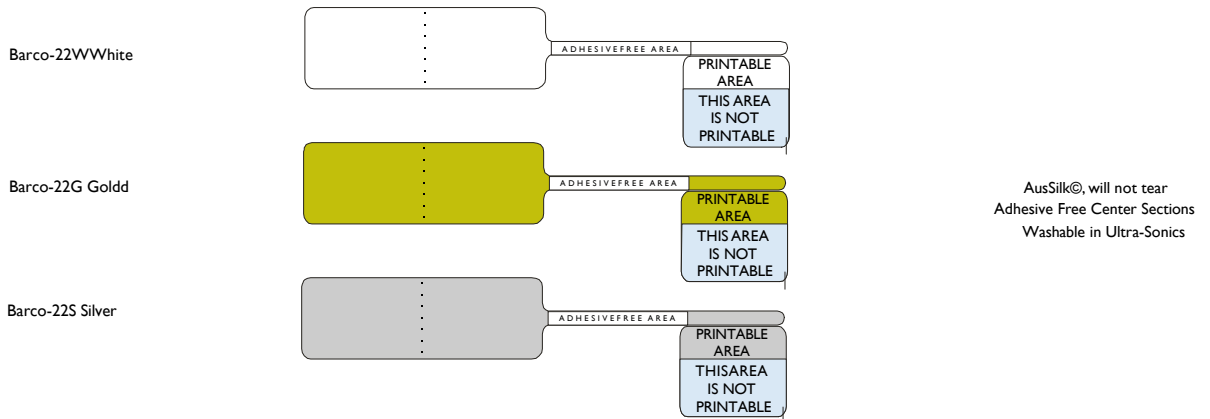 Barco-22WWhite
ADHESIVEFREE AREA
PRINTABLE
AREA
THIS AREA
IS NOT
PRINTABLE
Barco-22G Goldd
ADHESIVEFREE AREA
PRINTABLE
AREA
THIS AREA
IS NOT
PRINTABLE
AusSilk©, will not tear
Adhesive Free Center Sections
Washable in Ultra-Sonics
Barco-22S Silver
ADHESIVEFREE AREA
PRINTABLE
AREA
THISAREA
IS NOT
PRINTABLE